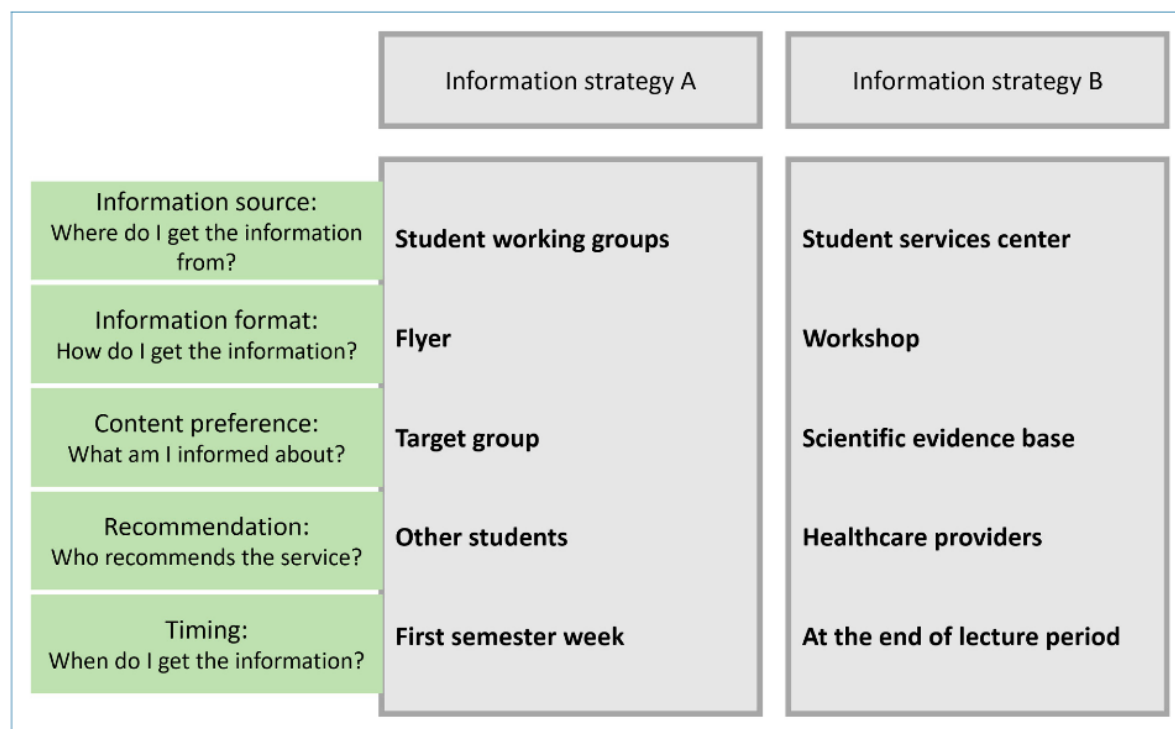 Information strategy A
Information strategy B
Information source:
Where do I get the information
from?
Student working groups
Student services center
Information format:
How do I get the information?
Flyer
Workshop
Content preference:
What am I informed about?
Target group
Scientific evidence base
Recommendation:
Who recommends the service?
Other students
Healthcare providers
Timing:
When do I get the information?
First semester week
At the end of lecture period